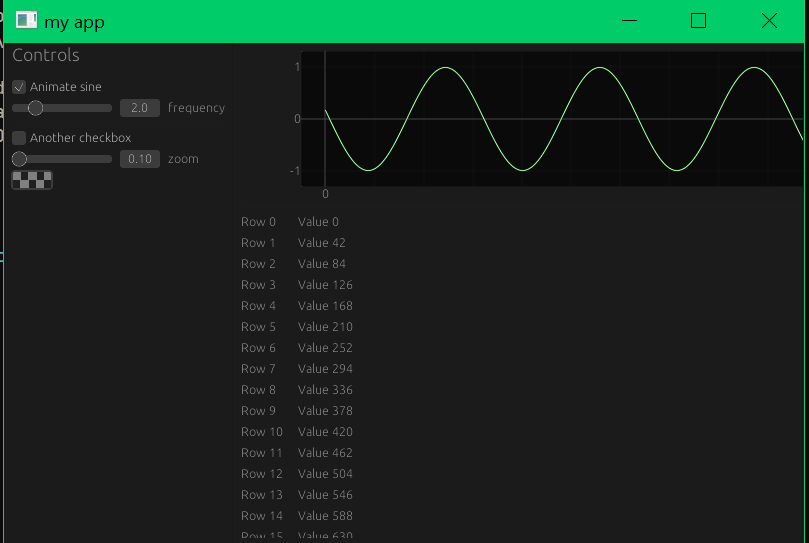 my app
Controls
Animate sine
2.0 frequency
Another checkbox
0.10 zoom
1
0
-1
0
Row 0 Value 0
Row 1 Value 42
Row 2 Value 84
Row 3 Value 126
Row 4 Value 168
Row 5 Value 210
Row 6 Value 252
Row 7 Value 294
Row 8 Value 336
Row 9 Value 378
Row 10 Value 420
Row 11 Value 462
Row 12 Value 504
Row 13 Value 546
Row 14 Value 588
Row 15 Value 630